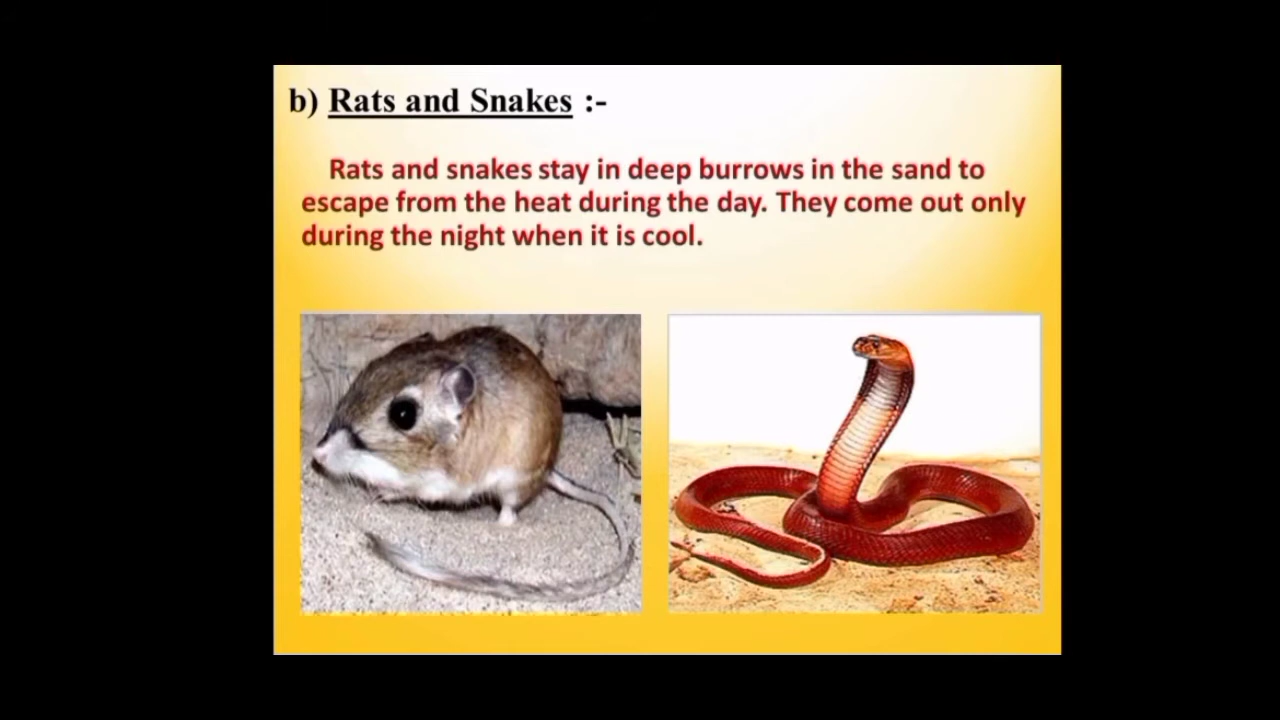 b) Rats and Snakes :-
Rats and snakes stay in deep burrows in the sand to
escape from the heat during the day. They come out only
during the night when it is cool.